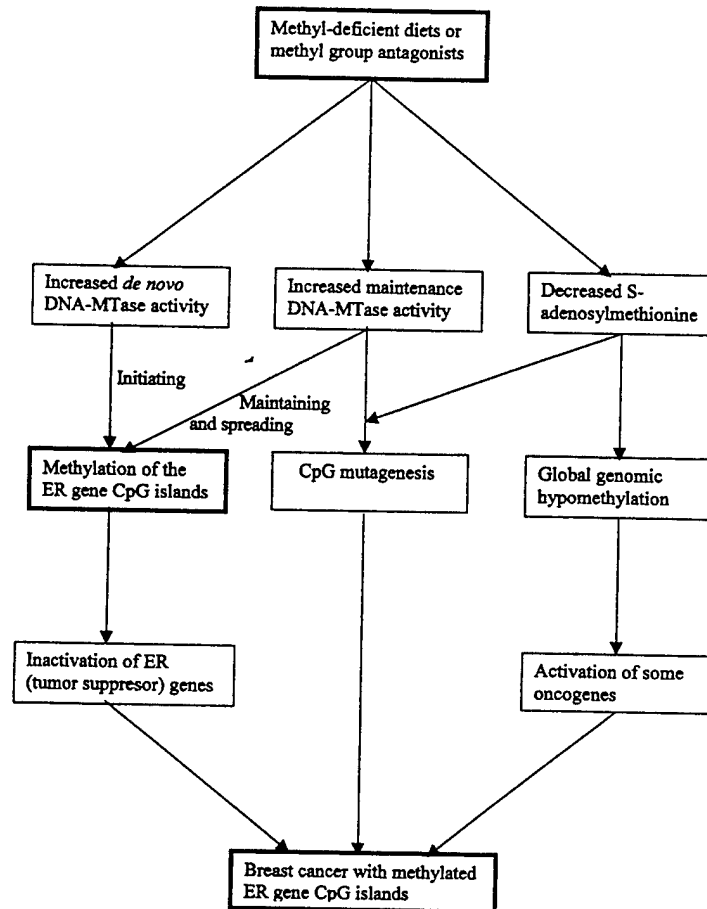 Methyl-deficient diets or
methyl group antagonists
Increased de novo
DNA-MTase activity
Increased maintenance
DNA-MTase activity
Decreased S-
adenosylmethionine
Initiating
Maintaining
and spreading
Methylation of the
ER gene CpG islands
CpG mutagenesis
Global genomic
hypomethylation
Inactivation of ER
(tumor suppresor) genes
Activation of some
oncogenes
Breast cancer with methylated
ER gene CpG islands